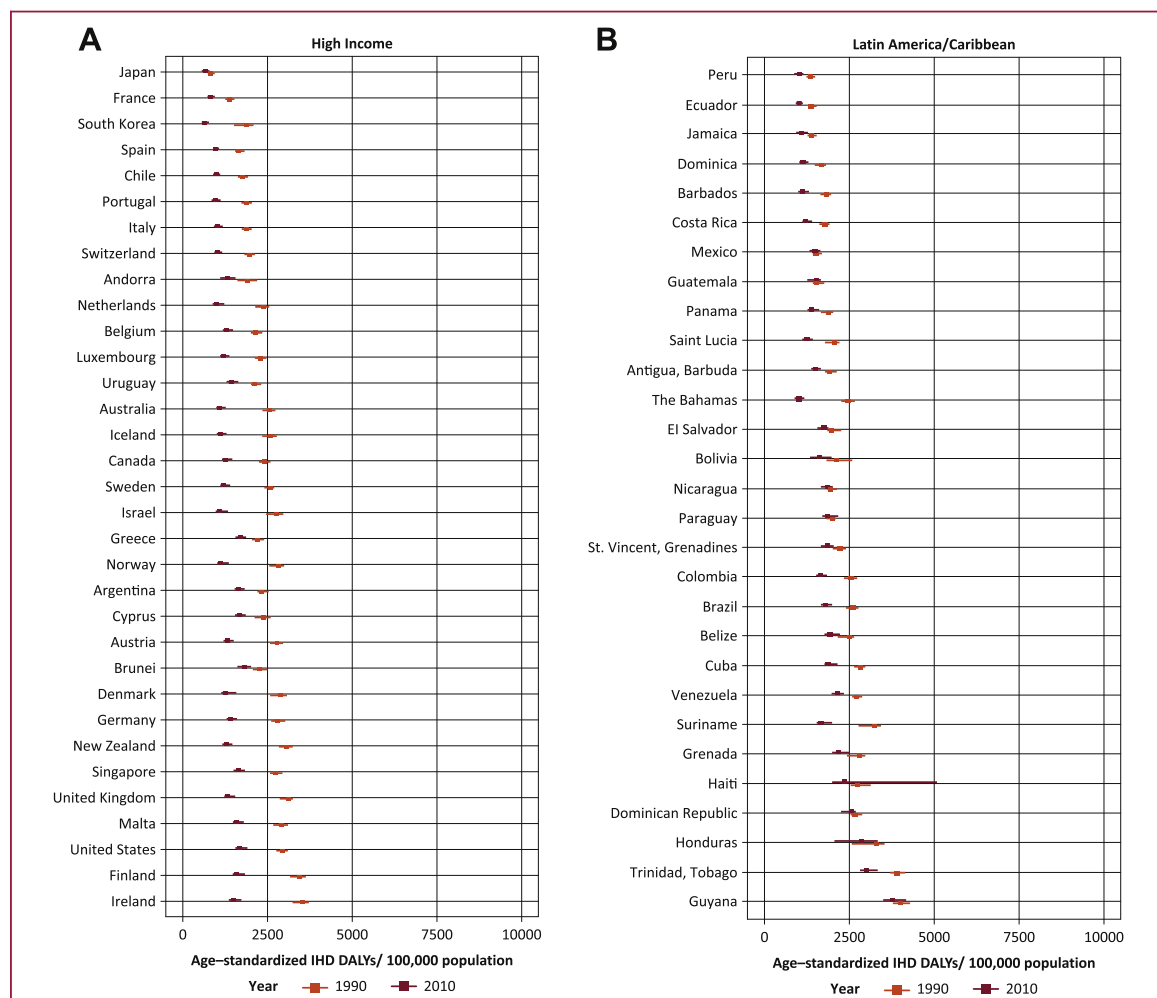 A
High Income
Japan
France
South Korea
Spain
Chile
Portugal
Italy
Switzerland
Andorra
Netherlands
Belgium
Luxembourg
Uruguay
Australia
Iceland
Canada
Sweden
Israel
Greece
Norway
Argentina
Cyprus
Austria
Brunei
Denmark
Germany
New Zealand
Singapore
United Kingdom
Malta
United States
Finland
Ireland
0 2500 5000 7500 10000
Age–standardized IHD DALYs/ 100,000 population
Year 1990 2010
B
Latin America/Caribbean
Peru
Ecuador
Jamaica
Dominica
Barbados
Costa Rica
Mexico
Guatemala
Panama
Saint Lucia
Antigua, Barbuda
The Bahamas
El Salvador
Bolivia
Nicaragua
Paraguay
St. Vincent, Grenadines
Colombia
Brazil
Belize
Cuba
Venezuela
Suriname
Grenada
Haiti
Dominican Republic
Honduras
Trinidad, Tobago
Guyana
0 2500 5000 7500 10000
Age–standardized IHD DALYs/ 100,000 population
Year 1990 2010